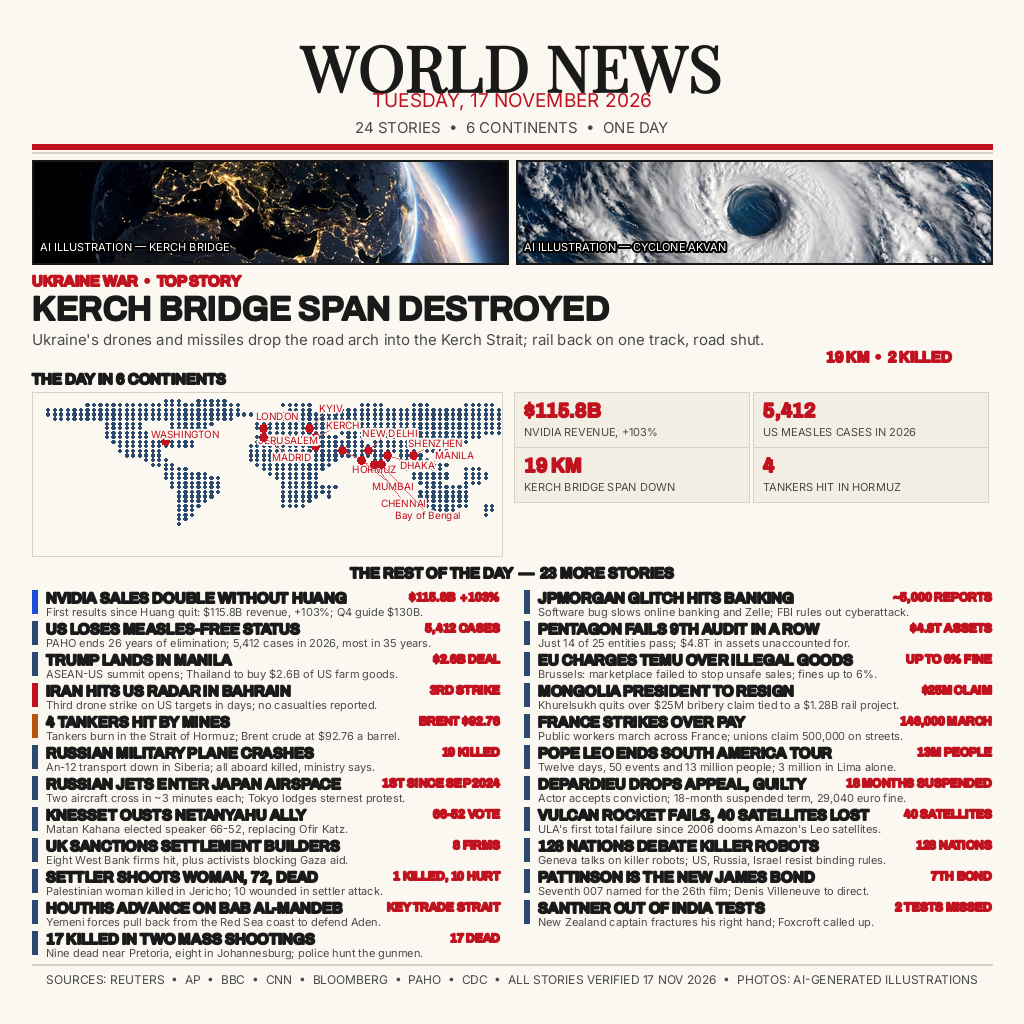 WORLD NEWS
TUESDAY, 17 NOVEMBER 2026
24 STORIES • 6 CONTINENTS • ONE DAY
AI ILLUSTRATION — KERCH BRIDGE
AI ILLUSTRATION — CYCLONE AKVAN
UKRAINE WAR • TOP STORY
KERCH BRIDGE SPAN DESTROYED
Ukraine's drones and missiles drop the road arch into the Kerch Strait; rail back on one track, road shut.
19 KM • 2 KILLED
THE DAY IN 6 CONTINENTS
KYIV
LONDON
KERCH
WASHINGTON
NEW DELHI
JERUSALEM
SHENZHEN
MADRID
MANILA
HORMUZ
DHAKA
MUMBAI
CHENNAI
Bay of Bengal
$115.8B
NVIDIA REVENUE, +103%
5,412
US MEASLES CASES IN 2026
19 KM
KERCH BRIDGE SPAN DOWN
4
TANKERS HIT IN HORMUZ
THE REST OF THE DAY — 23 MORE STORIES
NVIDIA SALES DOUBLE WITHOUT HUANG $115.8B +103%
First results since Huang quit: $115.8B revenue, +103%; Q4 guide $130B.
US LOSES MEASLES-FREE STATUS 5,412 CASES
PAHO ends 26 years of elimination; 5,412 cases in 2026, most in 35 years.
TRUMP LANDS IN MANILA $2.6B DEAL
ASEAN-US summit opens; Thailand to buy $2.6B of US farm goods.
IRAN HITS US RADAR IN BAHRAIN 3RD STRIKE
Third drone strike on US targets in days; no casualties reported.
4 TANKERS HIT BY MINES BRENT $92.76
Tankers burn in the Strait of Hormuz; Brent crude at $92.76 a barrel.
RUSSIAN MILITARY PLANE CRASHES 19 KILLED
An-12 transport down in Siberia; all aboard killed, ministry says.
RUSSIAN JETS ENTER JAPAN AIRSPACE 1ST SINCE SEP 2024
Two aircraft cross in ~3 minutes each; Tokyo lodges sternest protest.
KNESSET OUSTS NETANYAHU ALLY 66-52 VOTE
Matan Kahana elected speaker 66-52, replacing Ofir Katz.
UK SANCTIONS SETTLEMENT BUILDERS 8 FIRMS
Eight West Bank firms hit, plus activists blocking Gaza aid.
SETTLER SHOOTS WOMAN, 72, DEAD 1 KILLED, 10 HURT
Palestinian woman killed in Jericho; 10 wounded in settler attack.
HOUTHIS ADVANCE ON BAB AL-MANDEB KEY TRADE STRAIT
Yemeni forces pull back from the Red Sea coast to defend Aden.
17 KILLED IN TWO MASS SHOOTINGS 17 DEAD
Nine dead near Pretoria, eight in Johannesburg; police hunt the gunmen.
JPMORGAN GLITCH HITS BANKING ~5,000 REPORTS
Software bug slows online banking and Zelle; FBI rules out cyberattack.
PENTAGON FAILS 9TH AUDIT IN A ROW $4.8T ASSETS
Just 14 of 25 entities pass; $4.8T in assets unaccounted for.
EU CHARGES TEMU OVER ILLEGAL GOODS UP TO 6% FINE
Brussels: marketplace failed to stop unsafe sales; fines up to 6%.
MONGOLIA PRESIDENT TO RESIGN $25M CLAIM
Khurelsukh quits over $25M bribery claim tied to a $1.28B rail project.
FRANCE STRIKES OVER PAY 146,000 MARCH
Public workers march across France; unions claim 500,000 on streets.
POPE LEO ENDS SOUTH AMERICA TOUR 13M PEOPLE
Twelve days, 50 events and 13 million people; 3 million in Lima alone.
DEPARDIEU DROPS APPEAL, GUILTY 18 MONTHS SUSPENDED
Actor accepts conviction; 18-month suspended term, 29,040 euro fine.
VULCAN ROCKET FAILS, 40 SATELLITES LOST 40 SATELLITES
ULA's first total failure since 2006 dooms Amazon's Leo satellites.
128 NATIONS DEBATE KILLER ROBOTS 128 NATIONS
Geneva talks on killer robots; US, Russia, Israel resist binding rules.
PATTINSON IS THE NEW JAMES BOND 7TH BOND
Seventh 007 named for the 26th film; Denis Villeneuve to direct.
SANTNER OUT OF INDIA TESTS 2 TESTS MISSED
New Zealand captain fractures his right hand; Foxcroft called up.
SOURCES: REUTERS • AP • BBC • CNN • BLOOMBERG • PAHO • CDC • ALL STORIES VERIFIED 17 NOV 2026 • PHOTOS: AI-GENERATED ILLUSTRATIONS